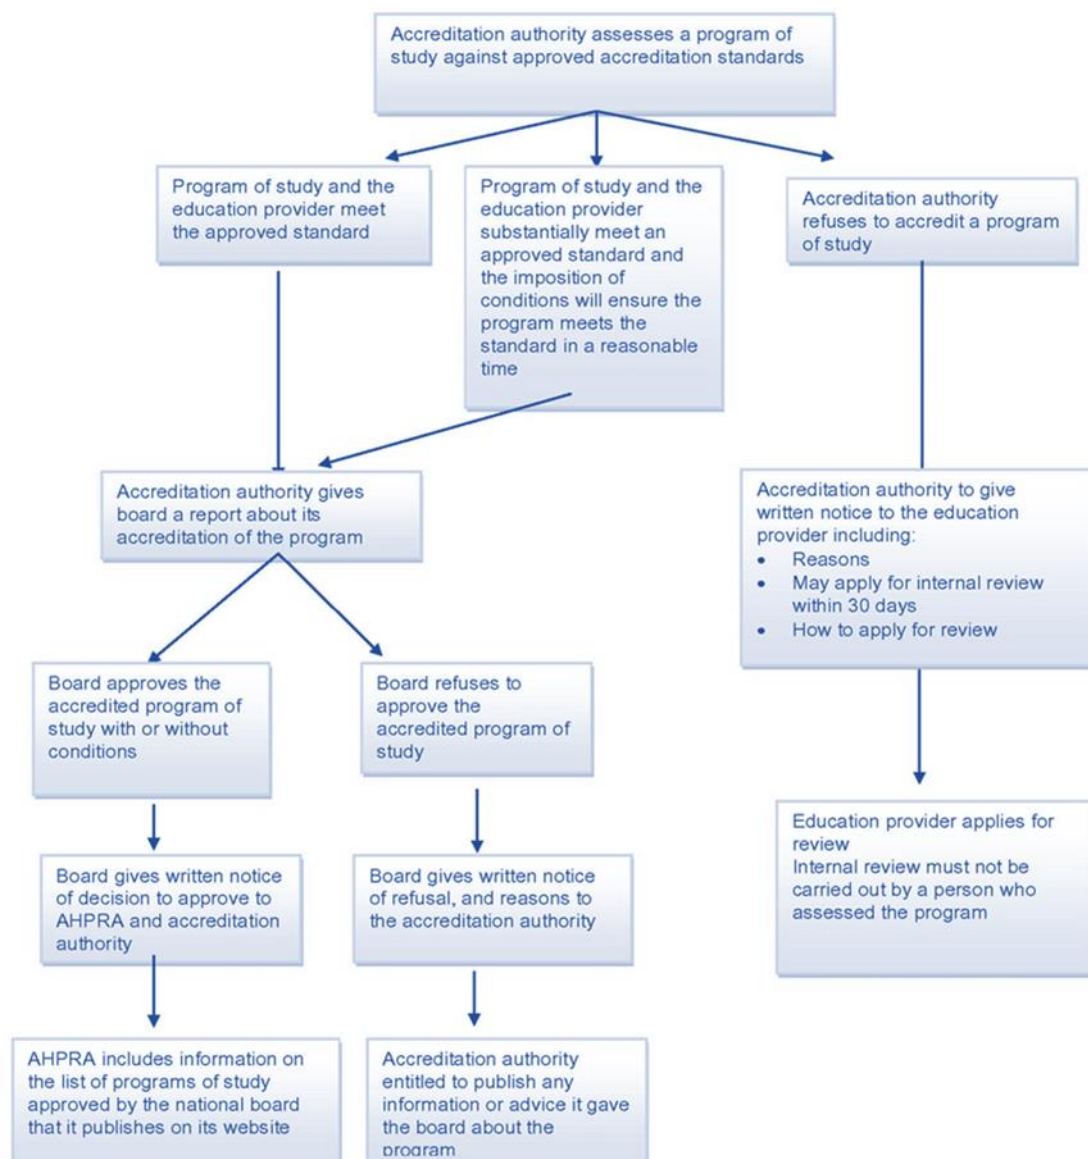 Accreditation authority assesses a program of
study against approved accreditation standards
Program of study and the
education provider meet
the approved standard
Program of study and the
education provider
substantially meet an
approved standard and
the imposition of
conditions will ensure the
program meets the
standard in a reasonable
time
Accreditation authority
refuses to accredit a program
of study
Accreditation authority gives
board a report about its
accreditation of the program
Accreditation authority to give
written notice to the education
provider including:
• Reasons
• May apply for internal review
within 30 days
• How to apply for review
Board approves the
accredited program of
study with or without
conditions
Board refuses to
approve the
accredited program of
study
Education provider applies for
review
Internal review must not be
carried out by a person who
assessed the program
Board gives written notice
of decision to approve to
AHPRA and accreditation
authority
Board gives written notice
of refusal, and reasons to
the accreditation authority
AHPRA includes information on
the list of programs of study
approved by the national board
that it publishes on its website
Accreditation authority
entitled to publish any
information or advice it gave
the board about the
program